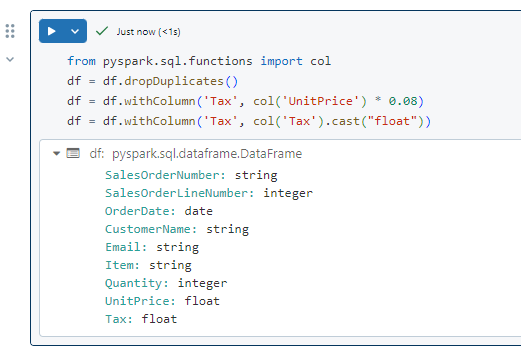 Just now (<1s)
from pyspark.sql.functions import col
df = df.dropDuplicates()
df = df.withColumn('Tax', col('UnitPrice') * 0.08)
df = df.withColumn('Tax', col('Tax').cast("float"))
df: pyspark.sql.dataframe.DataFrame
SalesOrderNumber: string
SalesOrderLineNumber: integer
OrderDate: date
CustomerName: string
Email: string
Item: string
Quantity: integer
UnitPrice: float
Tax: float